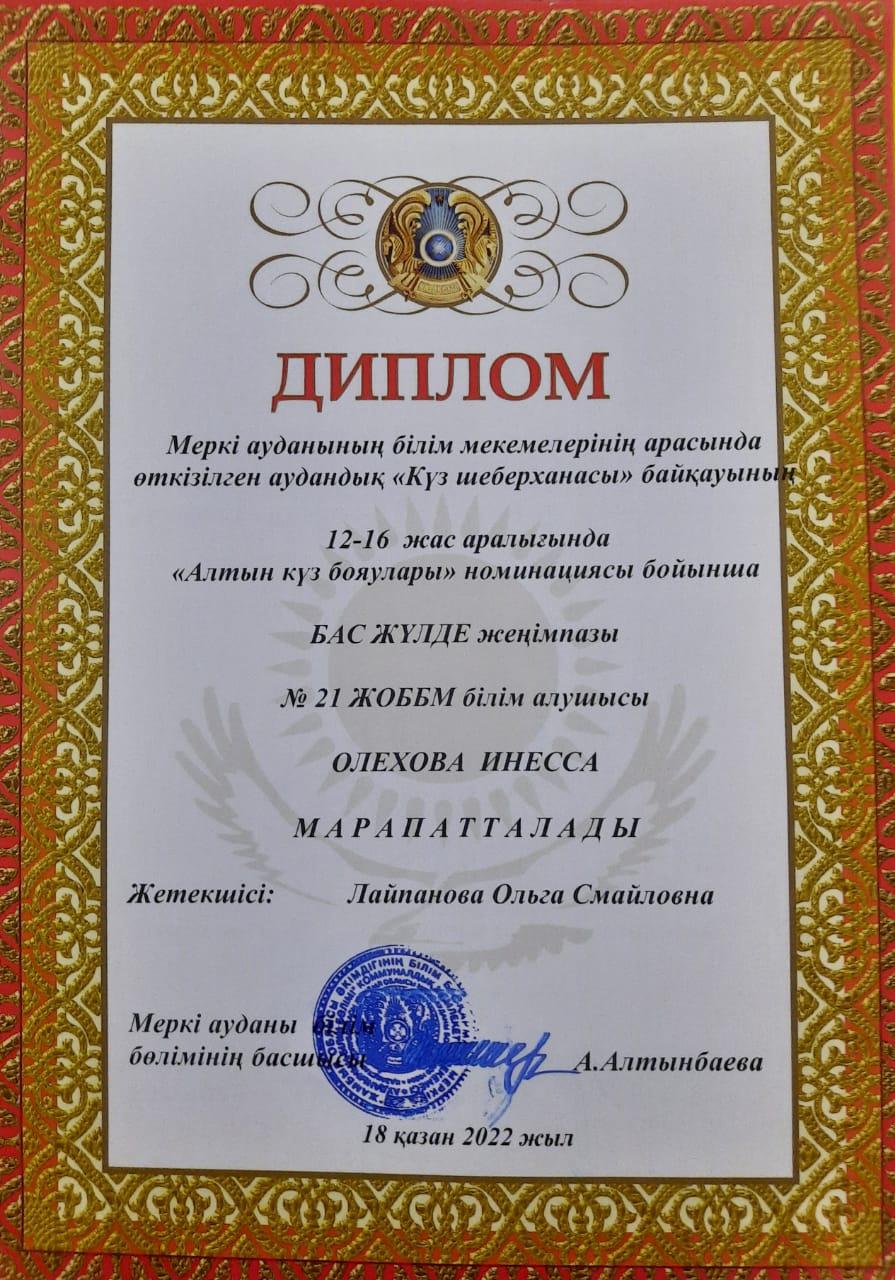 ДИПЛОМ
Меркі ауданының білім мекемелерінің арасында
өткізілген аудандық «Күз шеберханасы» байқауының
12-16 жас аралығында
«Алтын күз бояулары» номинациясы бойынша
БАС ЖҮЛДЕ жеңімпазы
№ 21 ЖОББМ білім алушысы
ОЛЕХОВА ИНЕССА
МАРАПАТТАЛАДЫ
Жетекшісі: Лайпанова Ольга Смайловна
Меркі ауданы білім
бөлімінің басшысы А.Алтынбаева
18 қазан 2022 жыл